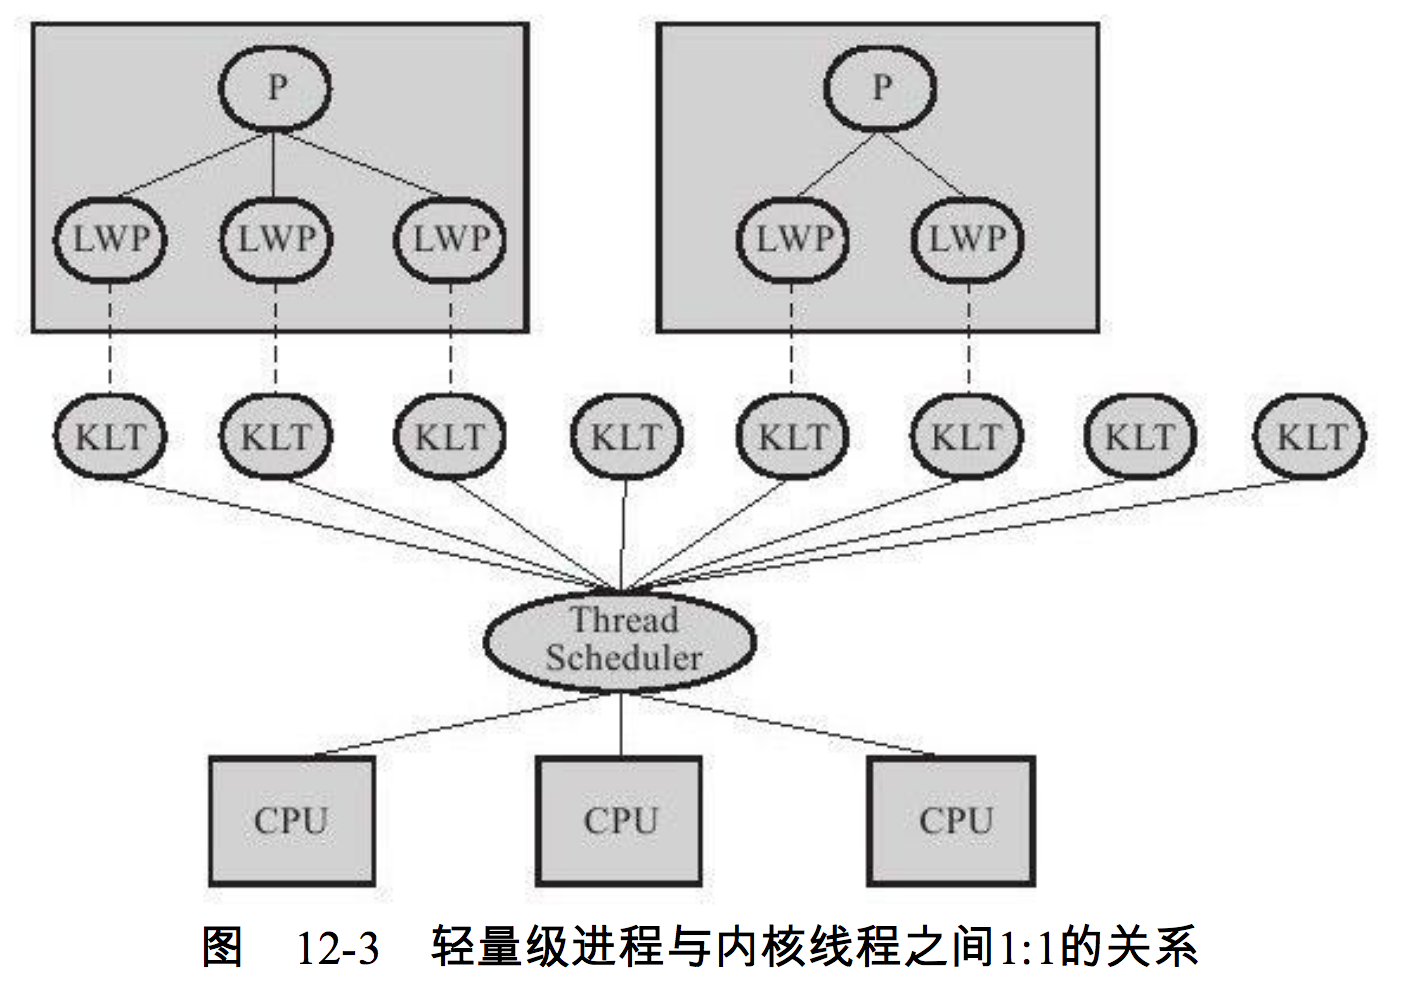 P P
LWP LWP LWP LWP LWP
KLT KLT KLT KLT KLT KLT KLT KLT
Thread
Scheduler
CPU CPU CPU
图 12-3 轻量级进程与内核线程之间1:1的关系